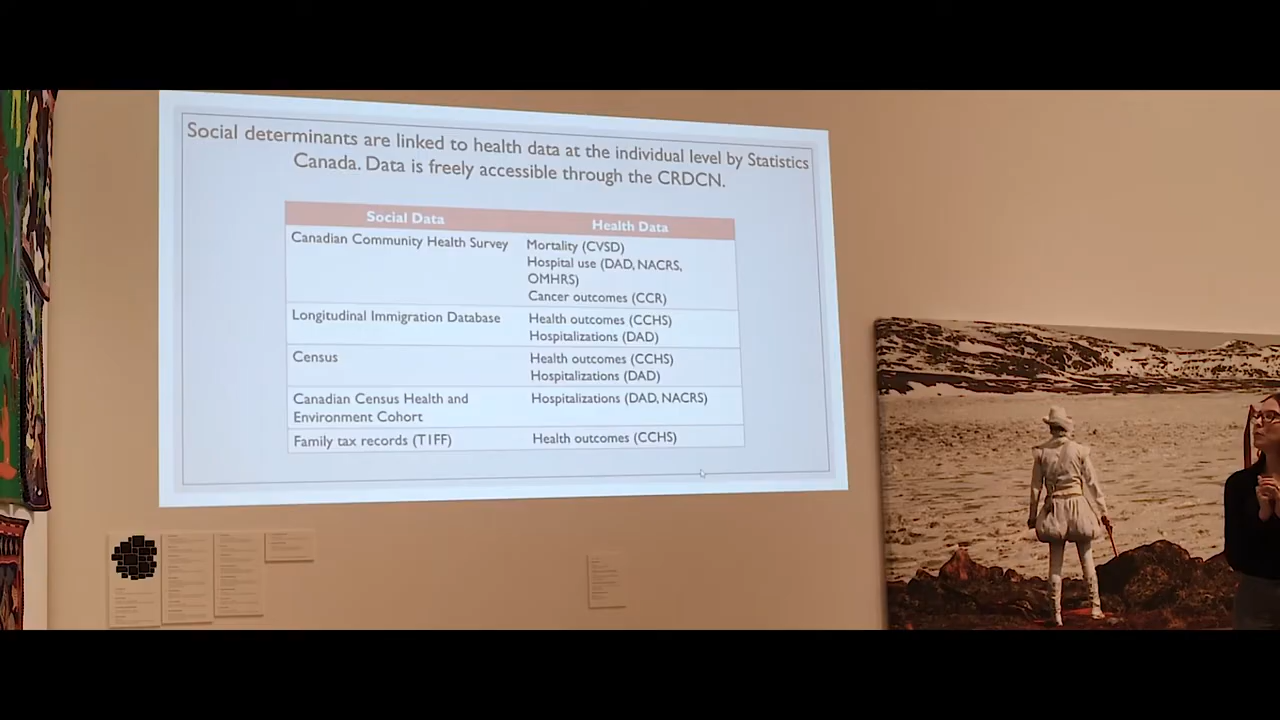 Social determinants are linked to health data at the individual level by Statistics
Canada. Data is freely accessible through the CRDCN.
Social Data Health Data
Canadian Community Health Survey Mortality (CVSD)
Hospital use (DAD, NACRS,
OMHRS)
Cancer outcomes (CCR)
Longitudinal Immigration Database Health outcomes (CCHS)
Hospitalizations (DAD)
Census Health outcomes (CCHS)
Hospitalizations (DAD)
Canadian Census Health and Hospitalizations (DAD, NACRS)
Environment Cohort
Family tax records (T1FF) Health outcomes (CCHS)